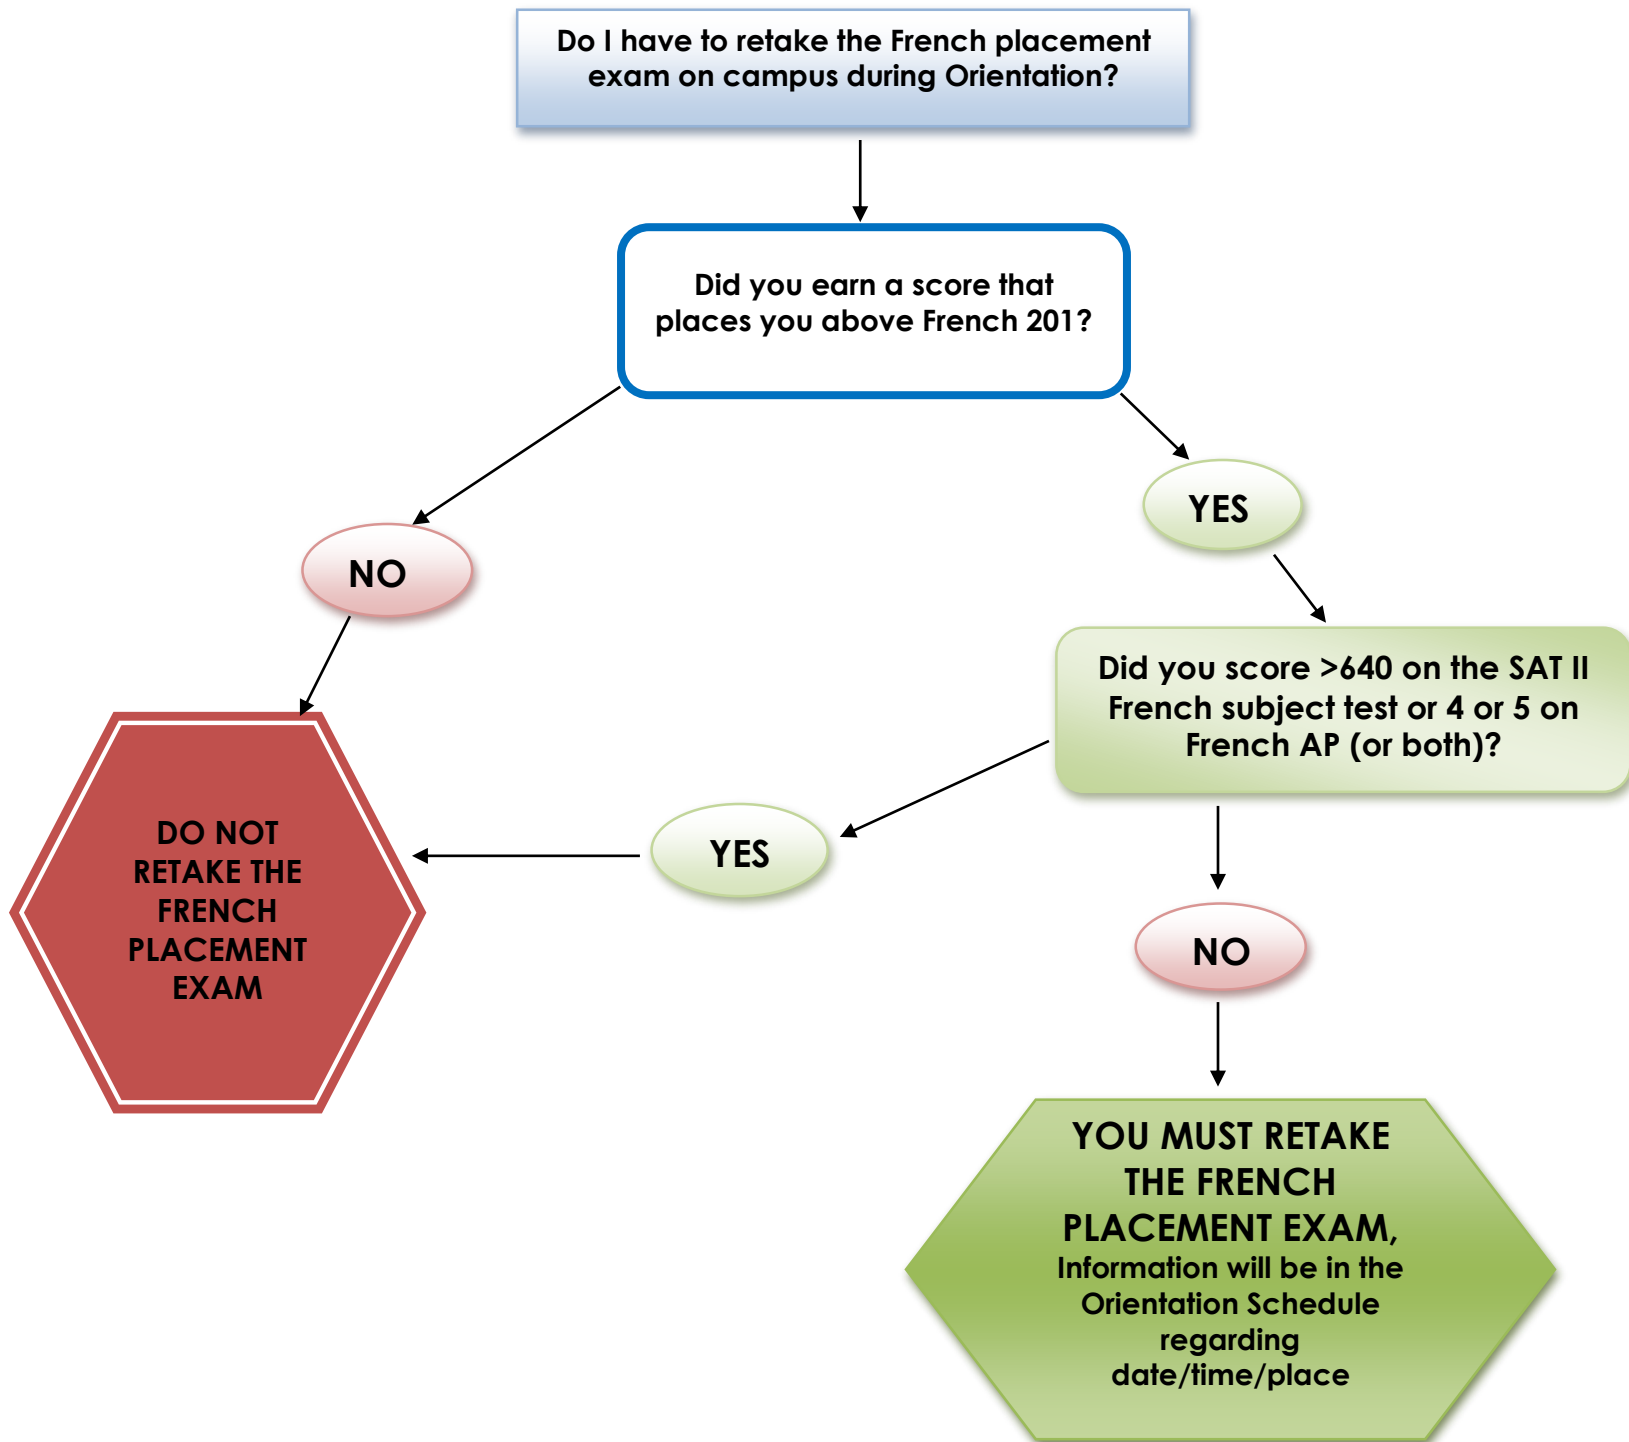 Do I have to retake the French placement
exam on campus during Orientation?
Did you earn a score that
places you above French 201?
YES
NO
Did you score >640 on the SAT II
French subject test or 4 or 5 on
French AP (or both)?
DO NOT
RETAKE THE
FRENCH
PLACEMENT
EXAM
YES
NO
YOU MUST RETAKE
THE FRENCH
PLACEMENT EXAM,
Information will be in the
Orientation Schedule
regarding
date/time/place